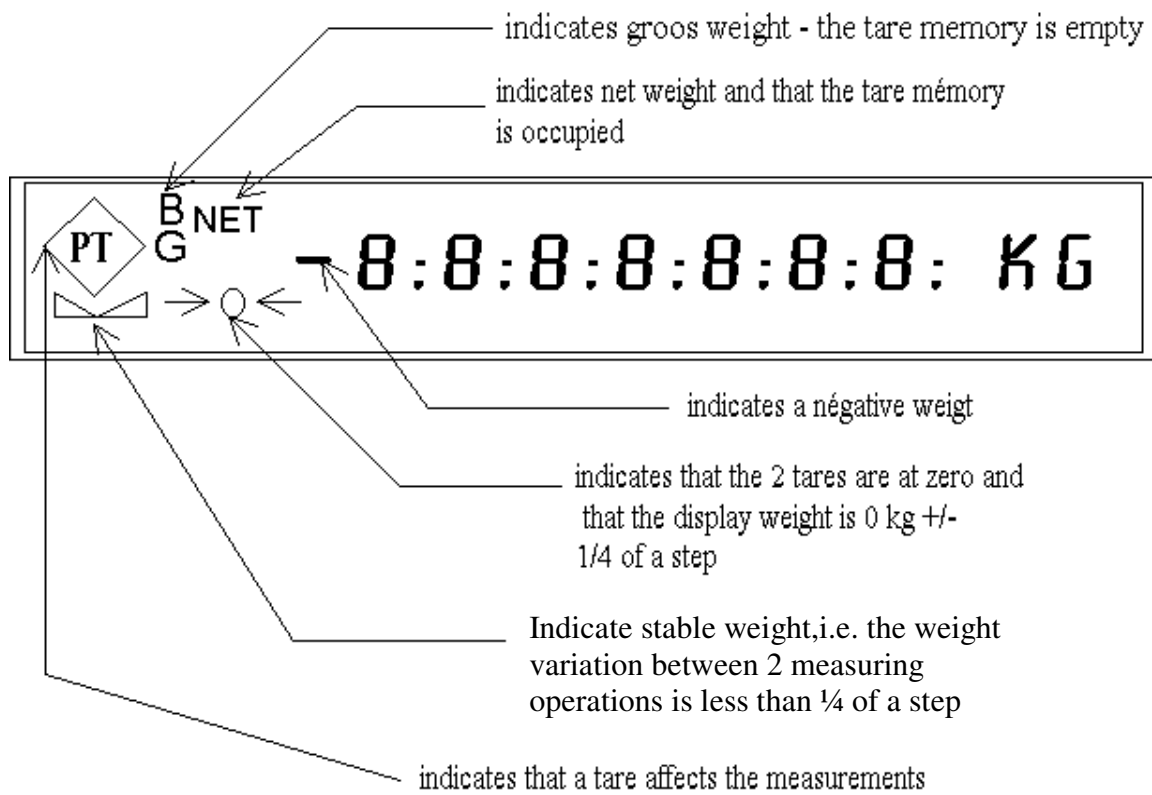 indicates groos weight - the tare memory is empty
indicates net weight and that the tare mémory
is occupied
B
G
NET
PT
-8:8:8:8:8:8:8: KG
indicates a négative weigt
indicates that the 2 tares are at zero and
that the display weight is 0 kg +/-
1/4 of a step
Indicate stable weight,i.e. the weight
variation between 2 measuring
operations is less than ¼ of a step
indicates that a tare affects the measurements